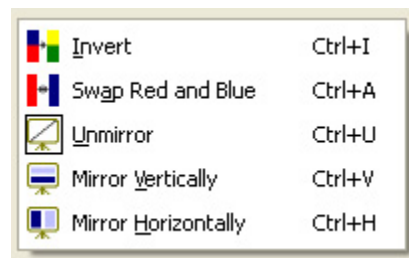 Invert Ctrl+I
Swap Red and Blue Ctrl+A
Unmirror Ctrl+U
Mirror Vertically Ctrl+V
Mirror Horizontally Ctrl+H